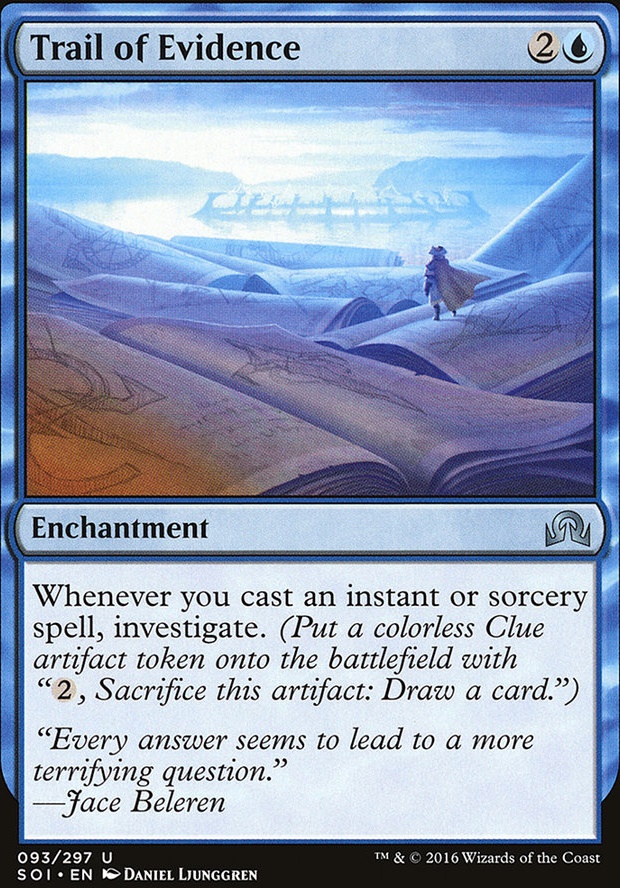 Trail of Evidence 2
Enchantment
Whenever you cast an instant or sorcery
spell, investigate. (Put a colorless Clue
artifact token onto the battlefield with
“2, Sacrifice this artifact: Draw a card.”)
“Every answer seems to lead to a more
terrifying question.”
—Jace Beleren
093/297 U
SOI • EN Daniel Ljunggren
™ & © 2016 Wizards of the Coast